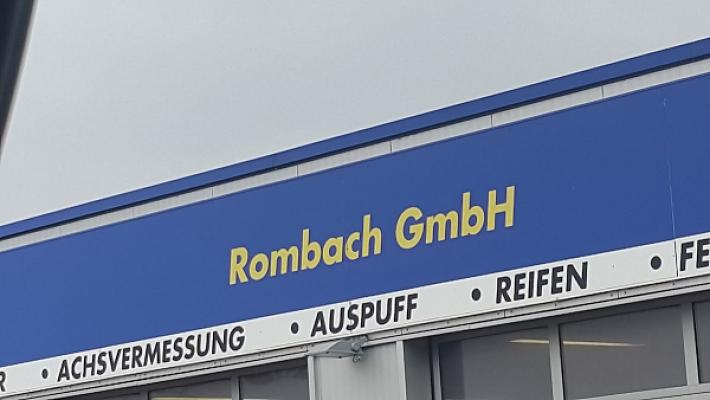 Rombach GmbH
• ACHSVERMESSUNG • AUSPUFF • REIFEN •